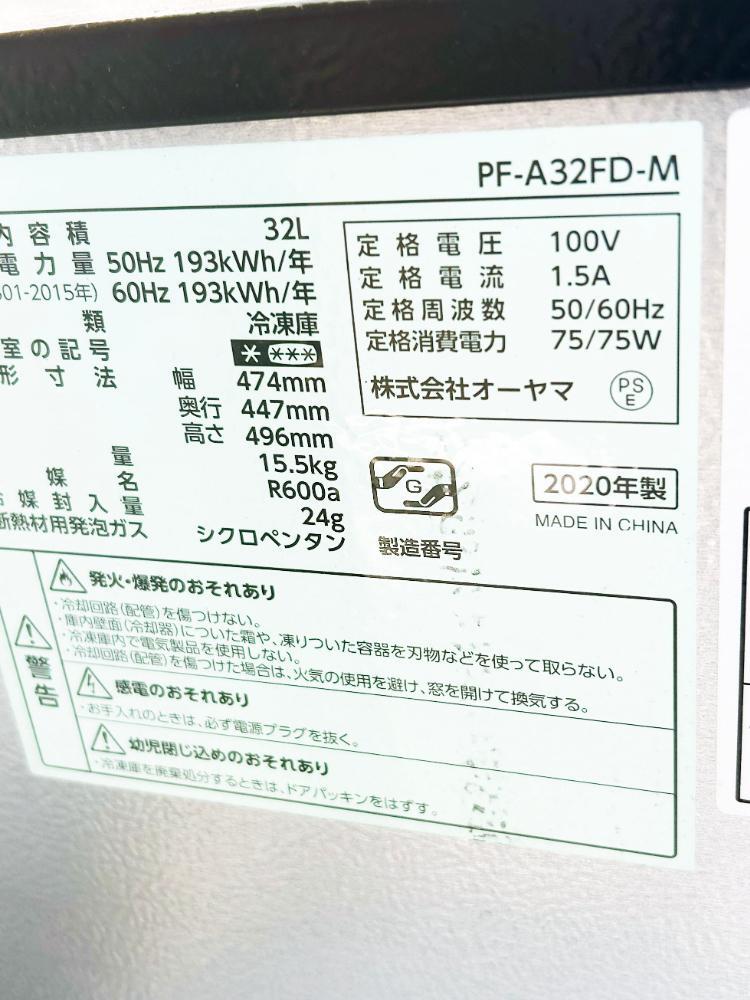 PF-A32FD-M
内容積 32L
電力量 50Hz 193kWh/年
01-2015年) 60Hz 193kWh/年
類 冷凍庫
室の記号 * ***
形寸法 幅 474mm
奥行 447mm
高さ 496mm
量 15.5kg
媒名 R600a
媒封入量 24g
断熱材用発泡ガス シクロペンタン
定格電圧 100V
定格電流 1.5A
定格周波数 50/60Hz
定格消費電力 75/75W
株式会社オーヤマ PSE
G
2020年製
MADE IN CHINA
製造番号
警告
発火・爆発のおそれあり
・冷却回路(配管)を傷つけない。
・庫内壁面(冷却器)についた霜や、凍りついた容器を刃物などを使って取らない。
・冷凍庫内で電気製品を使用しない。
・冷却回路(配管)を傷つけた場合は、火気の使用を避け、窓を開けて換気する。
感電のおそれあり
・お手入れのときは、必ず電源プラグを抜く。
幼児閉じ込めのおそれあり
・冷凍庫を廃棄処分するときは、ドアパッキンをはずす。